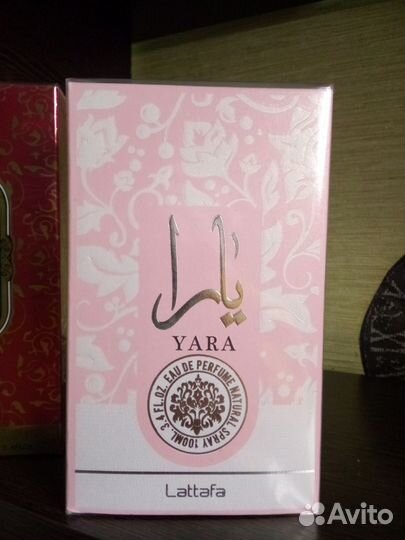 يارا
YARA
EAU DE PERFUME NATURAL SPRAY 100ML. 3.4 FL.OZ.
Lattafa
Avito